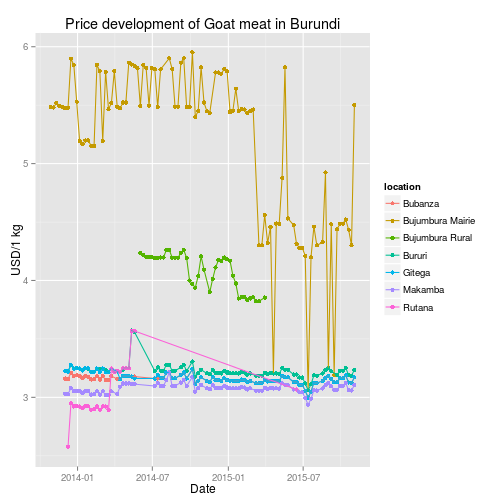 Price development of Goat meat in Burundi
6
5
4
3
USD/1 kg
2014-01
2014-07
2015-01
2015-07
Date
location
Bubanza
Bujumbura Mairie
Bujumbura Rural
Bururi
Gitega
Makamba
Rutana